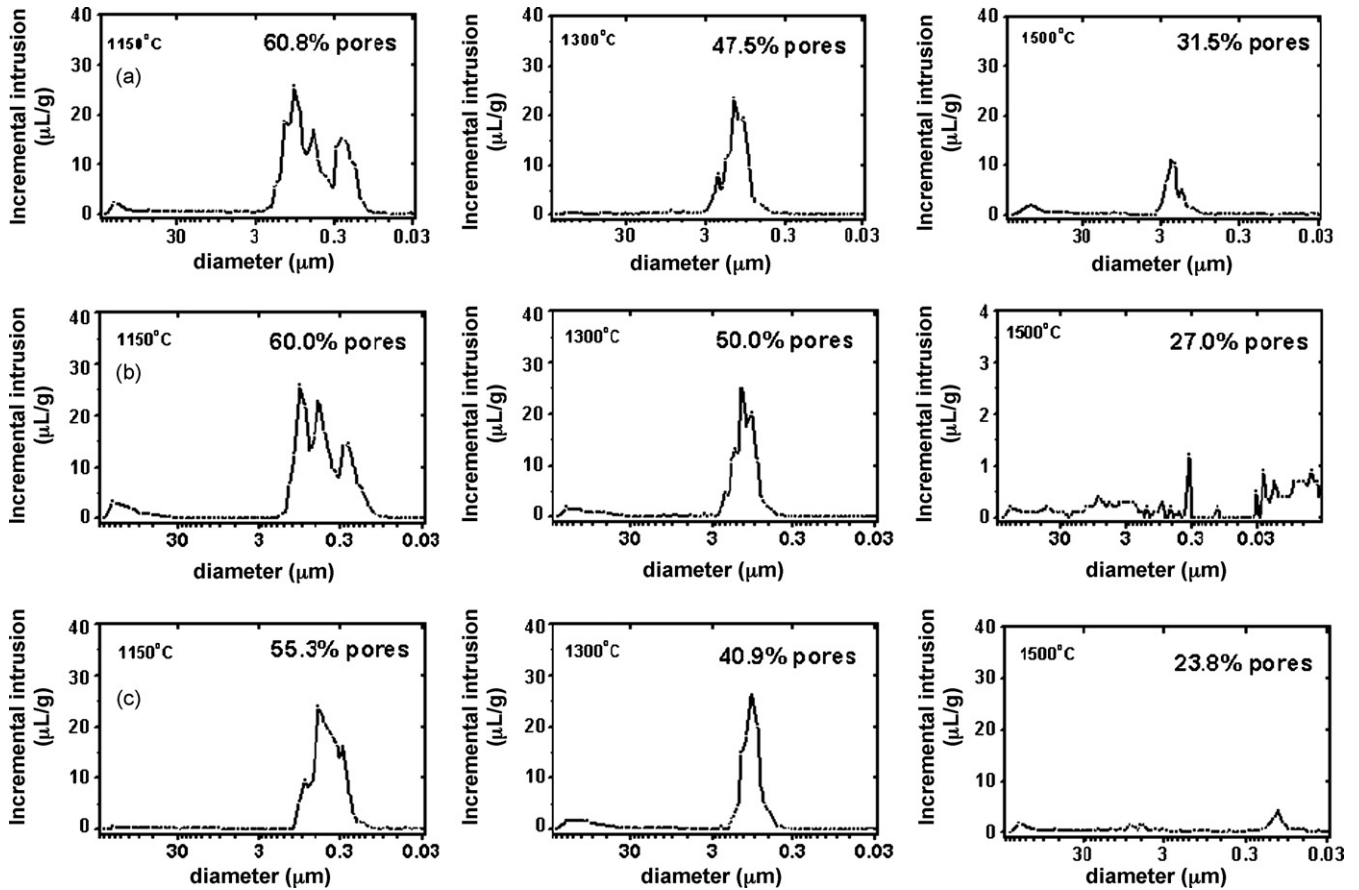 Incremental intrusion
(μL/g)
40
30
20
10
0
1150°C
60.8% pores
(a)
30
3
0.3
0.03
diameter (μm)
Incremental intrusion
(μL/g)
40
30
20
10
0
1300°C
47.5% pores
30
3
0.3
0.03
diameter (μm)
Incremental intrusion
(μL/g)
40
30
20
10
0
1500°C
31.5% pores
30
3
0.3
0.03
diameter (μm)
Incremental intrusion
(μL/g)
40
30
20
10
0
1150°C
60.0% pores
(b)
30
3
0.3
0.03
diameter (μm)
Incremental intrusion
(μL/g)
40
30
20
10
0
1300°C
50.0% pores
30
3
0.3
0.03
diameter (μm)
Incremental intrusion
(μL/g)
4
3
2
1
0
1500°C
27.0% pores
30
3
0.3
0.03
diameter (μm)
Incremental intrusion
(μL/g)
40
30
20
10
0
1150°C
55.3% pores
(c)
30
3
0.3
0.03
diameter (μm)
Incremental intrusion
(μL/g)
40
30
20
10
0
1300°C
40.9% pores
30
3
0.3
0.03
diameter (μm)
Incremental intrusion
(μL/g)
40
30
20
10
0
1500°C
23.8% pores
30
3
0.3
0.03
diameter (μm)